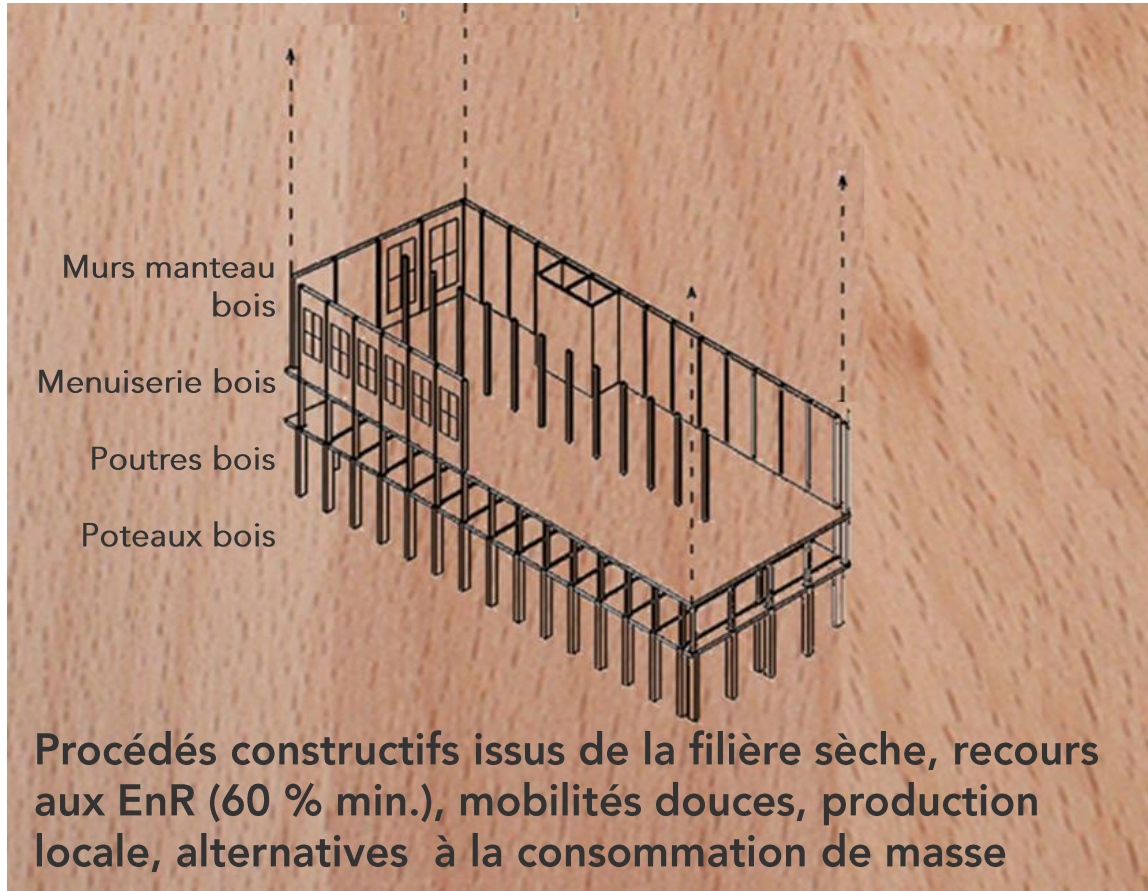 Murs manteau
bois
Menuiserie bois
Poutres bois
Poteaux bois
Procédés constructifs issus de la filière sèche, recours
aux EnR (60 % min.), mobilités douces, production
locale, alternatives à la consommation de masse